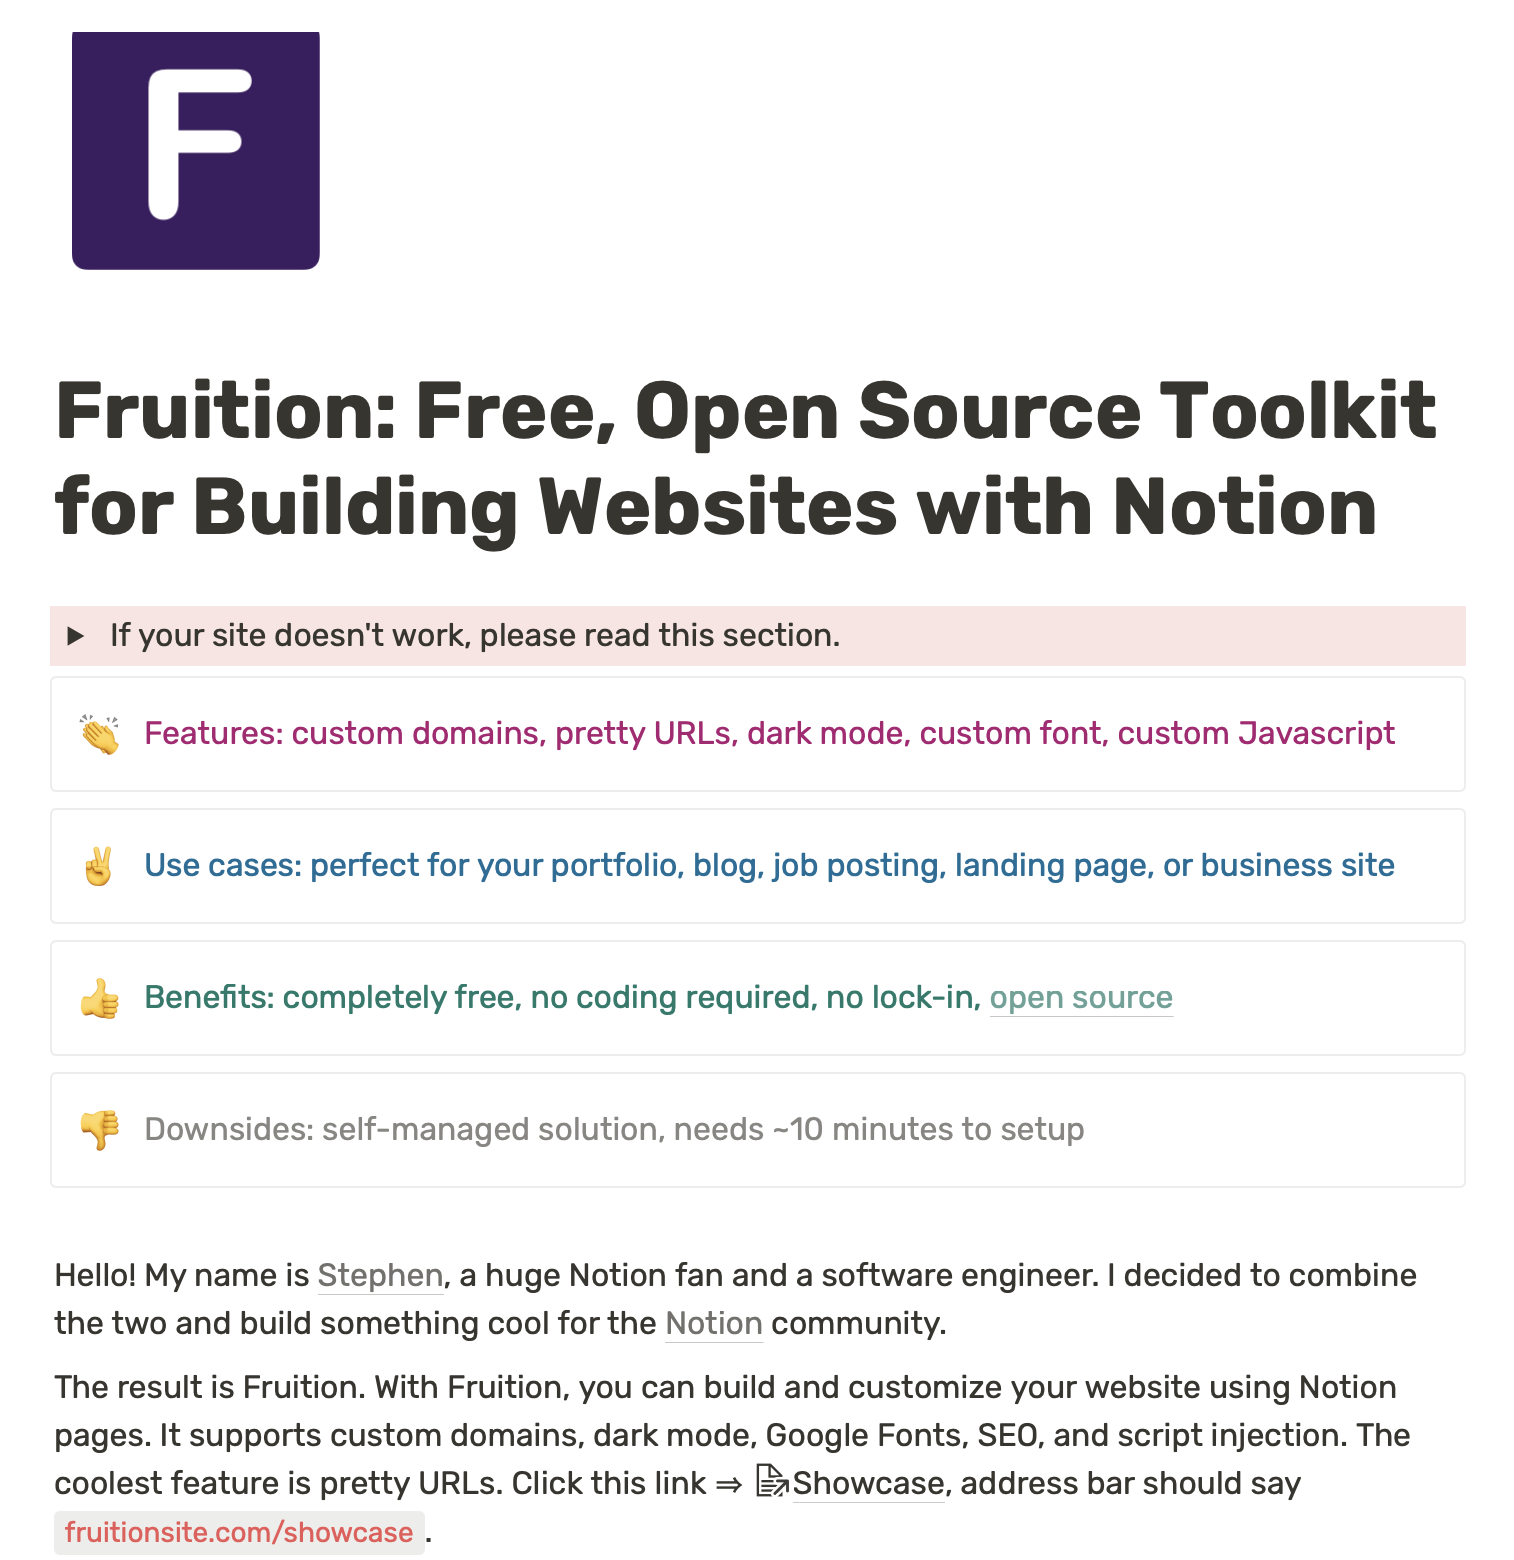 F
Fruition: Free, Open Source Toolkit
for Building Websites with Notion
If your site doesn't work, please read this section.
Features: custom domains, pretty URLs, dark mode, custom font, custom Javascript
Use cases: perfect for your portfolio, blog, job posting, landing page, or business site
Benefits: completely free, no coding required, no lock-in, open source
Downsides: self-managed solution, needs ~10 minutes to setup
Hello! My name is Stephen, a huge Notion fan and a software engineer. I decided to combine
the two and build something cool for the Notion community.
The result is Fruition. With Fruition, you can build and customize your website using Notion
pages. It supports custom domains, dark mode, Google Fonts, SEO, and script injection. The
coolest feature is pretty URLs. Click this link ⇒ Showcase, address bar should say
fruitionsite.com/showcase.